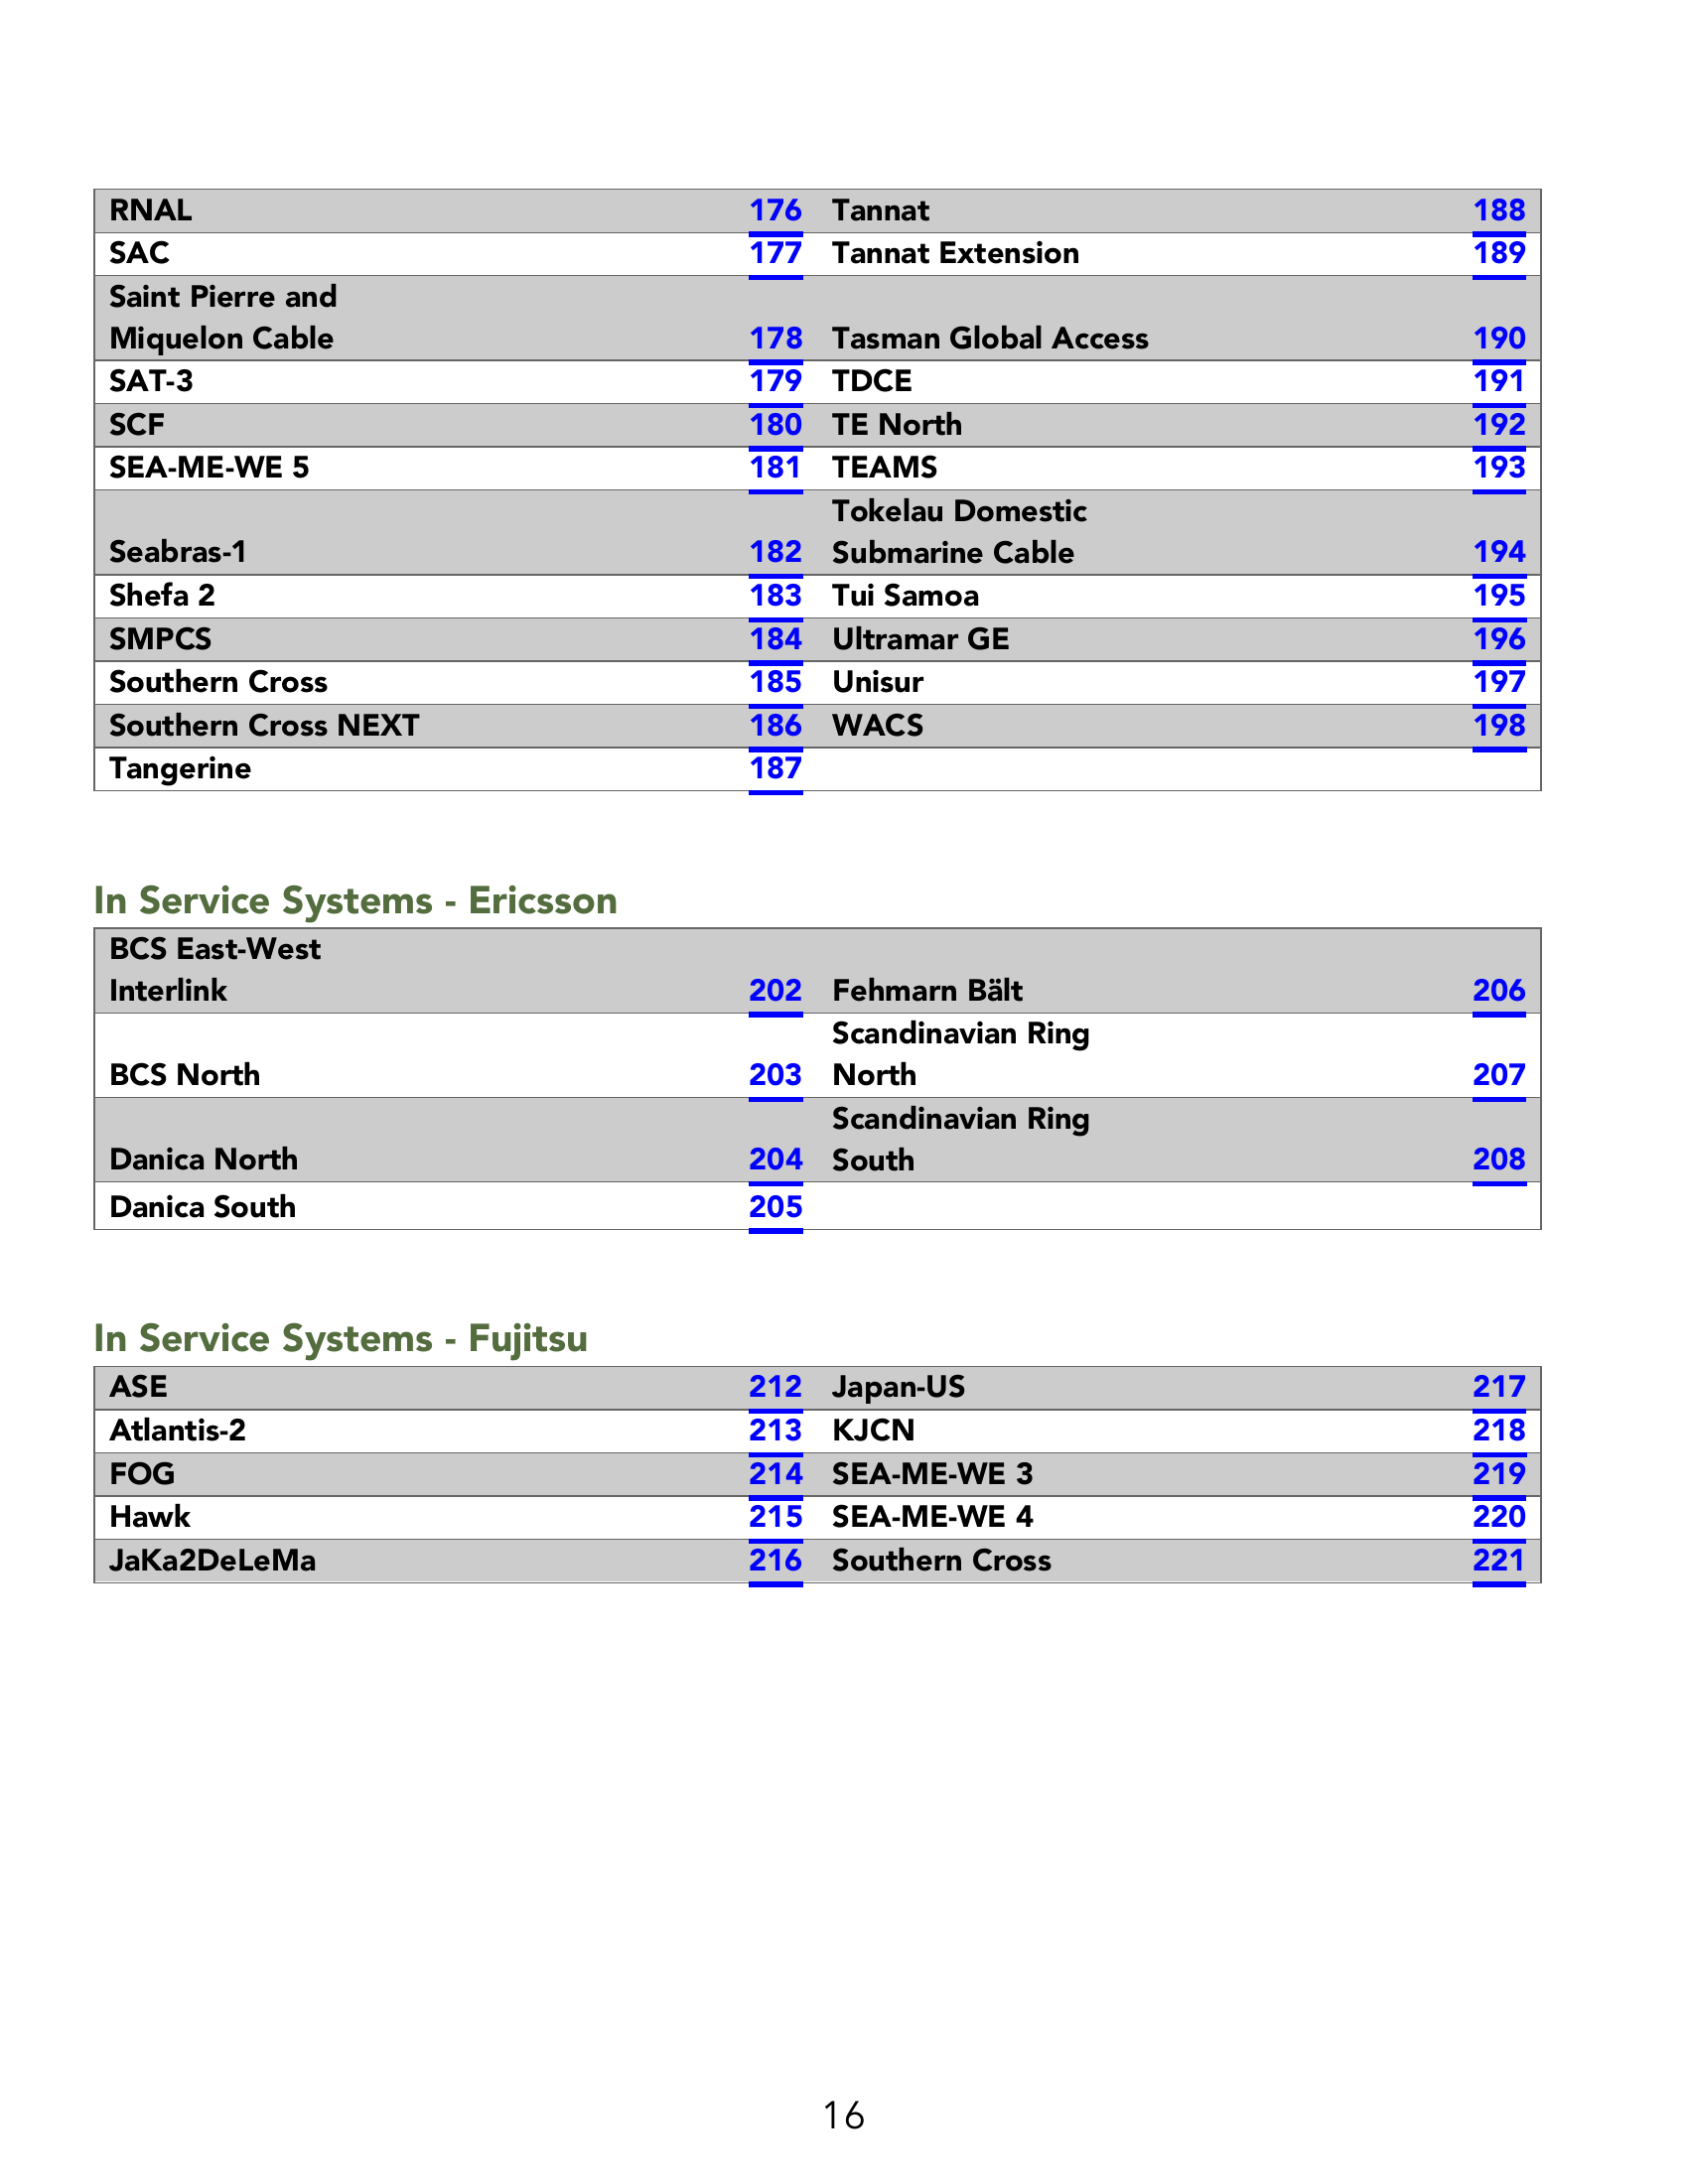 RNAL 176 Tannat 188
SAC 177 Tannat Extension 189
Saint Pierre and
Miquelon Cable 178 Tasman Global Access 190
SAT-3 179 TDCE 191
SCF 180 TE North 192
SEA-ME-WE 5 181 TEAMS 193
Tokelau Domestic
Seabras-1 182 Submarine Cable 194
Shefa 2 183 Tui Samoa 195
SMPCS 184 Ultramar GE 196
Southern Cross 185 Unisur 197
Southern Cross NEXT 186 WACS 198
Tangerine 187
In Service Systems - Ericsson
BCS East-West
Interlink 202 Fehmarn Bält 206
Scandinavian Ring
BCS North 203 North 207
Scandinavian Ring
Danica North 204 South 208
Danica South 205
In Service Systems - Fujitsu
ASE 212 Japan-US 217
Atlantis-2 213 KJCN 218
FOG 214 SEA-ME-WE 3 219
Hawk 215 SEA-ME-WE 4 220
JaKa2DeLeMa 216 Southern Cross 221
16